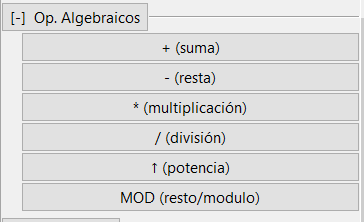 [-] Op. Algebraicos
+ (suma)
- (resta)
* (multiplicación)
/ (división)
↑ (potencia)
MOD (resto/modulo)